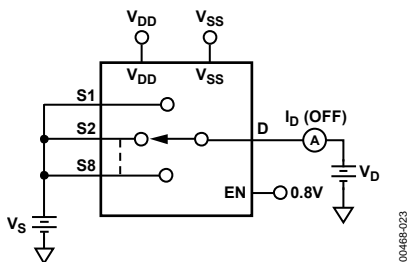 VDD VSS
VDD VSS
S1
S2
S8
D
ID (OFF)
A
VD
EN
0.8V
VS
00468-023